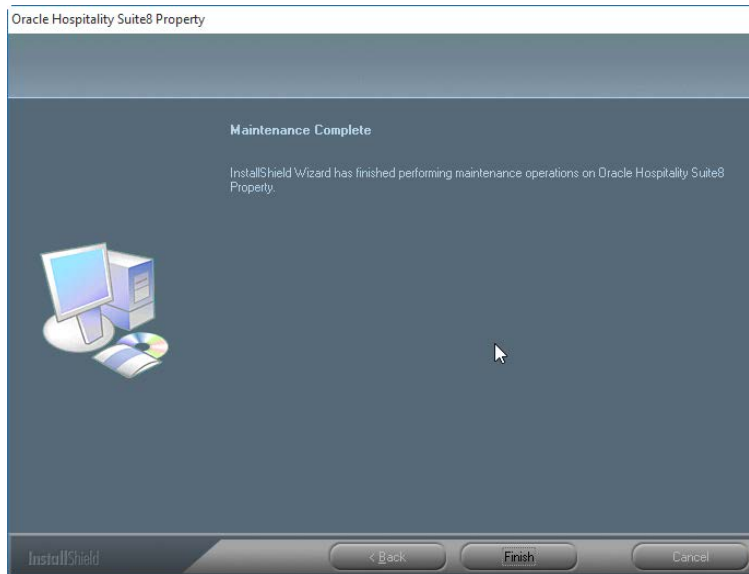 Oracle Hospitality Suite8 Property
Maintenance Complete
InstallShield Wizard has finished performing maintenance operations on Oracle Hospitality Suite8
Property.
InstallShield
< Back
Finish
Cancel